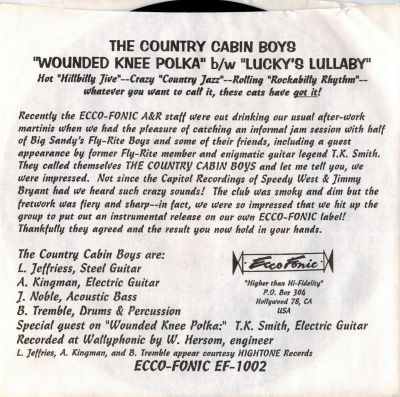 THE COUNTRY CABIN BOYS
"WOUNDED KNEE POLKA" b/w "LUCKY'S LULLABY"
Hot "Hillbilly Jive"--Crazy "Country Jazz"--Rolling "Rockabilly Rhythm"--
whatever you want to call it, these cats have got it!
Recently the ECCO-FONIC A&R staff were out drinking our usual after-work
martinis when we had the pleasure of catching an informal jam session with half
of Big Sandy's Fly-Rite Boys and some of their friends, including a guest
appearance by former Fly-Rite member and enigmatic guitar legend T.K. Smith.
They called themselves THE COUNTRY CABIN BOYS and let me tell you, we
were impressed. Not since the Capitol Recordings of Speedy West & Jimmy
Bryant had we heard such crazy sounds! The club was smoky and dim but the
fretwork was fiery and sharp--in fact, we were so impressed that we hit up the
group to put out an instrumental release on our own ECCO-FONIC label!
Thankfully they agreed and the result you now hold in your hands.
The Country Cabin Boys are:
L. Jeffriess, Steel Guitar
A. Kingman, Electric Guitar
J. Noble, Acoustic Bass
B. Tremble, Drums & Percussion
Ecco-Fonic
"Higher than Hi-Fidelity"
P.O. Box 306
Hollywood 78, CA
USA
Special guest on "Wounded Knee Polka:" T.K. Smith, Electric Guitar
Recorded at Wallyphonic by W. Hersom, engineer
L. Jeffries, A. Kingman, and B. Tremble appear courtesy HIGHTONE Records
ECCO-FONIC EF-1002